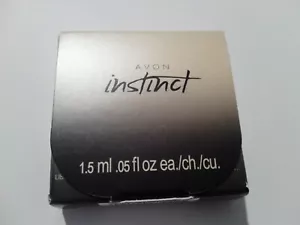 AVON
instinct
1.5 ml .05 fl oz ea./ch./cu.